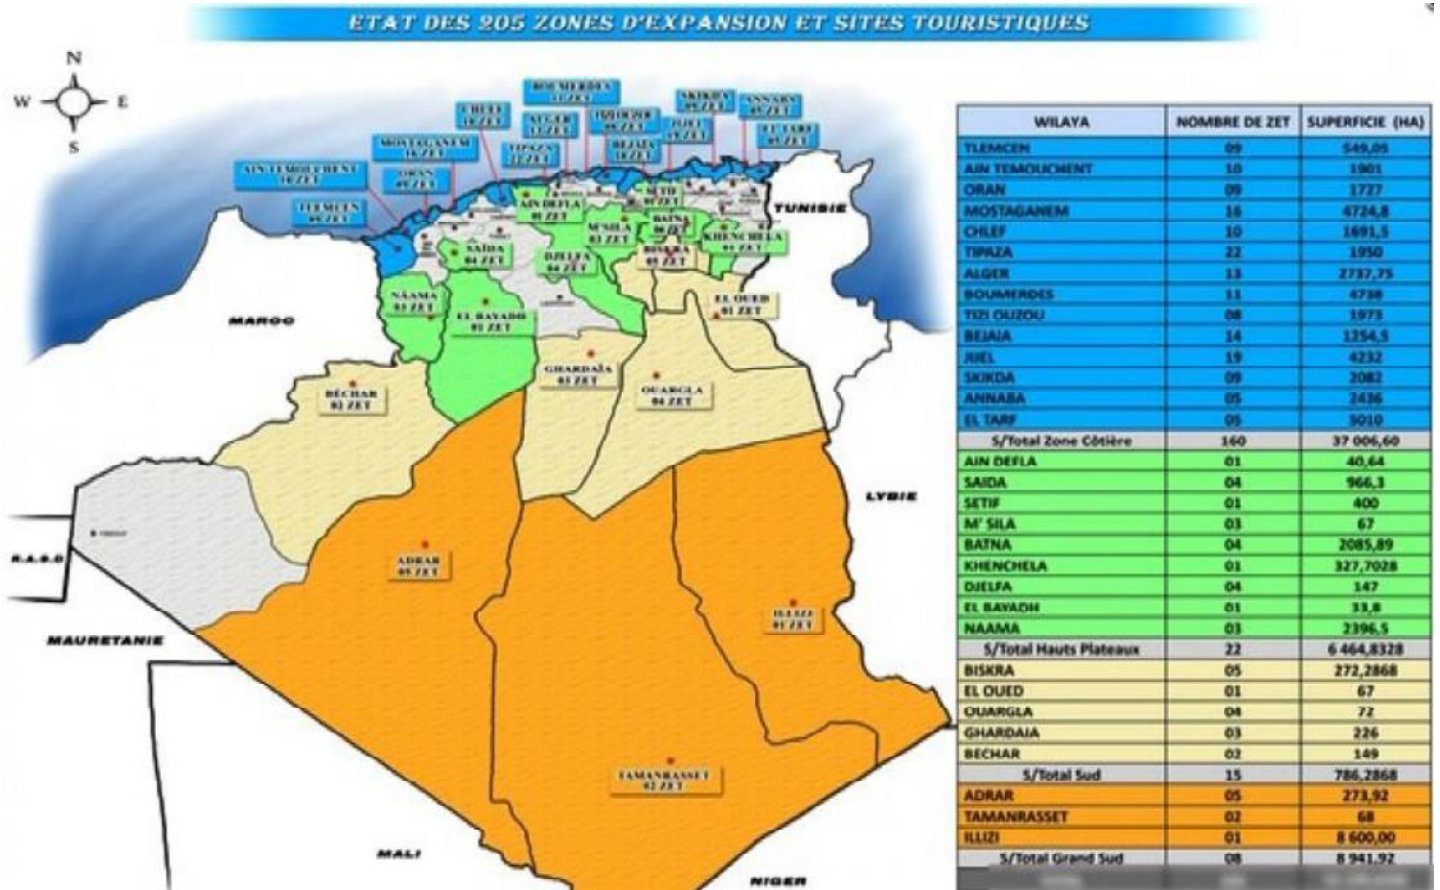 ETAT DES 205 ZONES D'EXPANSION ET SITES TOURISTIQUES
N
W E
S
BOUMERDES
11 ZET
CHLEF
10 ZET
ALGER
13 ZET
TIZI OUZOU
08 ZET
SKIKDA
09 ZET
ANNABA
05 ZET
MOSTAGANEM
16 ZET
TIPAZA
22 ZET
BEJAIA
14 ZET
JIJEL
19 ZET
EL TARF
05 ZET
AIN TEMOUCHENT
10 ZET
ORAN
09 ZET
TLEMCEN
09 ZET
AIN DEFLA
01 ZET
SETIF
01 ZET
M'SILA
03 ZET
BATNA
KHENCHELA
01 ZET
SAÏDA
04 ZET
DJELFA
04 ZET
BISKRA
05 ZET
NÂAMA
03 ZET
EL BAYADH
01 ZET
EL OUED
01 ZET
GHARDAÏA
03 ZET
OUARGLA
04 ZET
BÉCHAR
02 ZET
ADRAR
05 ZET
ILLIZI
01 ZET
TAMANRASSET
02 ZET
TUNISIE
MAROC
LYBIE
R.A.S.D
MAURETANIE
MALI
NIGER
WILAYA NOMBRE DE ZET SUPERFICIE (HA)
TLEMCEN 09 549,05
AIN TEMOUCHENT 10 1901
ORAN 09 1727
MOSTAGANEM 16 4724,8
CHLEF 10 1691,5
TIPAZA 22 1950
ALGER 13 2737,75
BOUMERDES 11 4738
TIZI OUZOU 08 1973
BEJAIA 14 1254,5
JIJEL 19 4232
SKIKDA 09 2082
ANNABA 05 2436
EL TARF 05 5010
S/Total Zone Côtière 160 37 006,60
AIN DEFLA 01 40,64
SAIDA 04 966,3
SETIF 01 400
M' SILA 03 67
BATNA 04 2085,89
KHENCHELA 01 327,7028
DJELFA 04 147
EL BAYADH 01 33,8
NAAMA 03 2396,5
S/Total Hauts Plateaux 22 6 464,8328
BISKRA 05 272,2868
EL OUED 01 67
OUARGLA 04 72
GHARDAIA 03 226
BECHAR 02 149
S/Total Sud 15 786,2868
ADRAR 05 273,92
TAMANRASSET 02 68
ILLIZI 01 8 600,00
S/Total Grand Sud 08 8 941,92